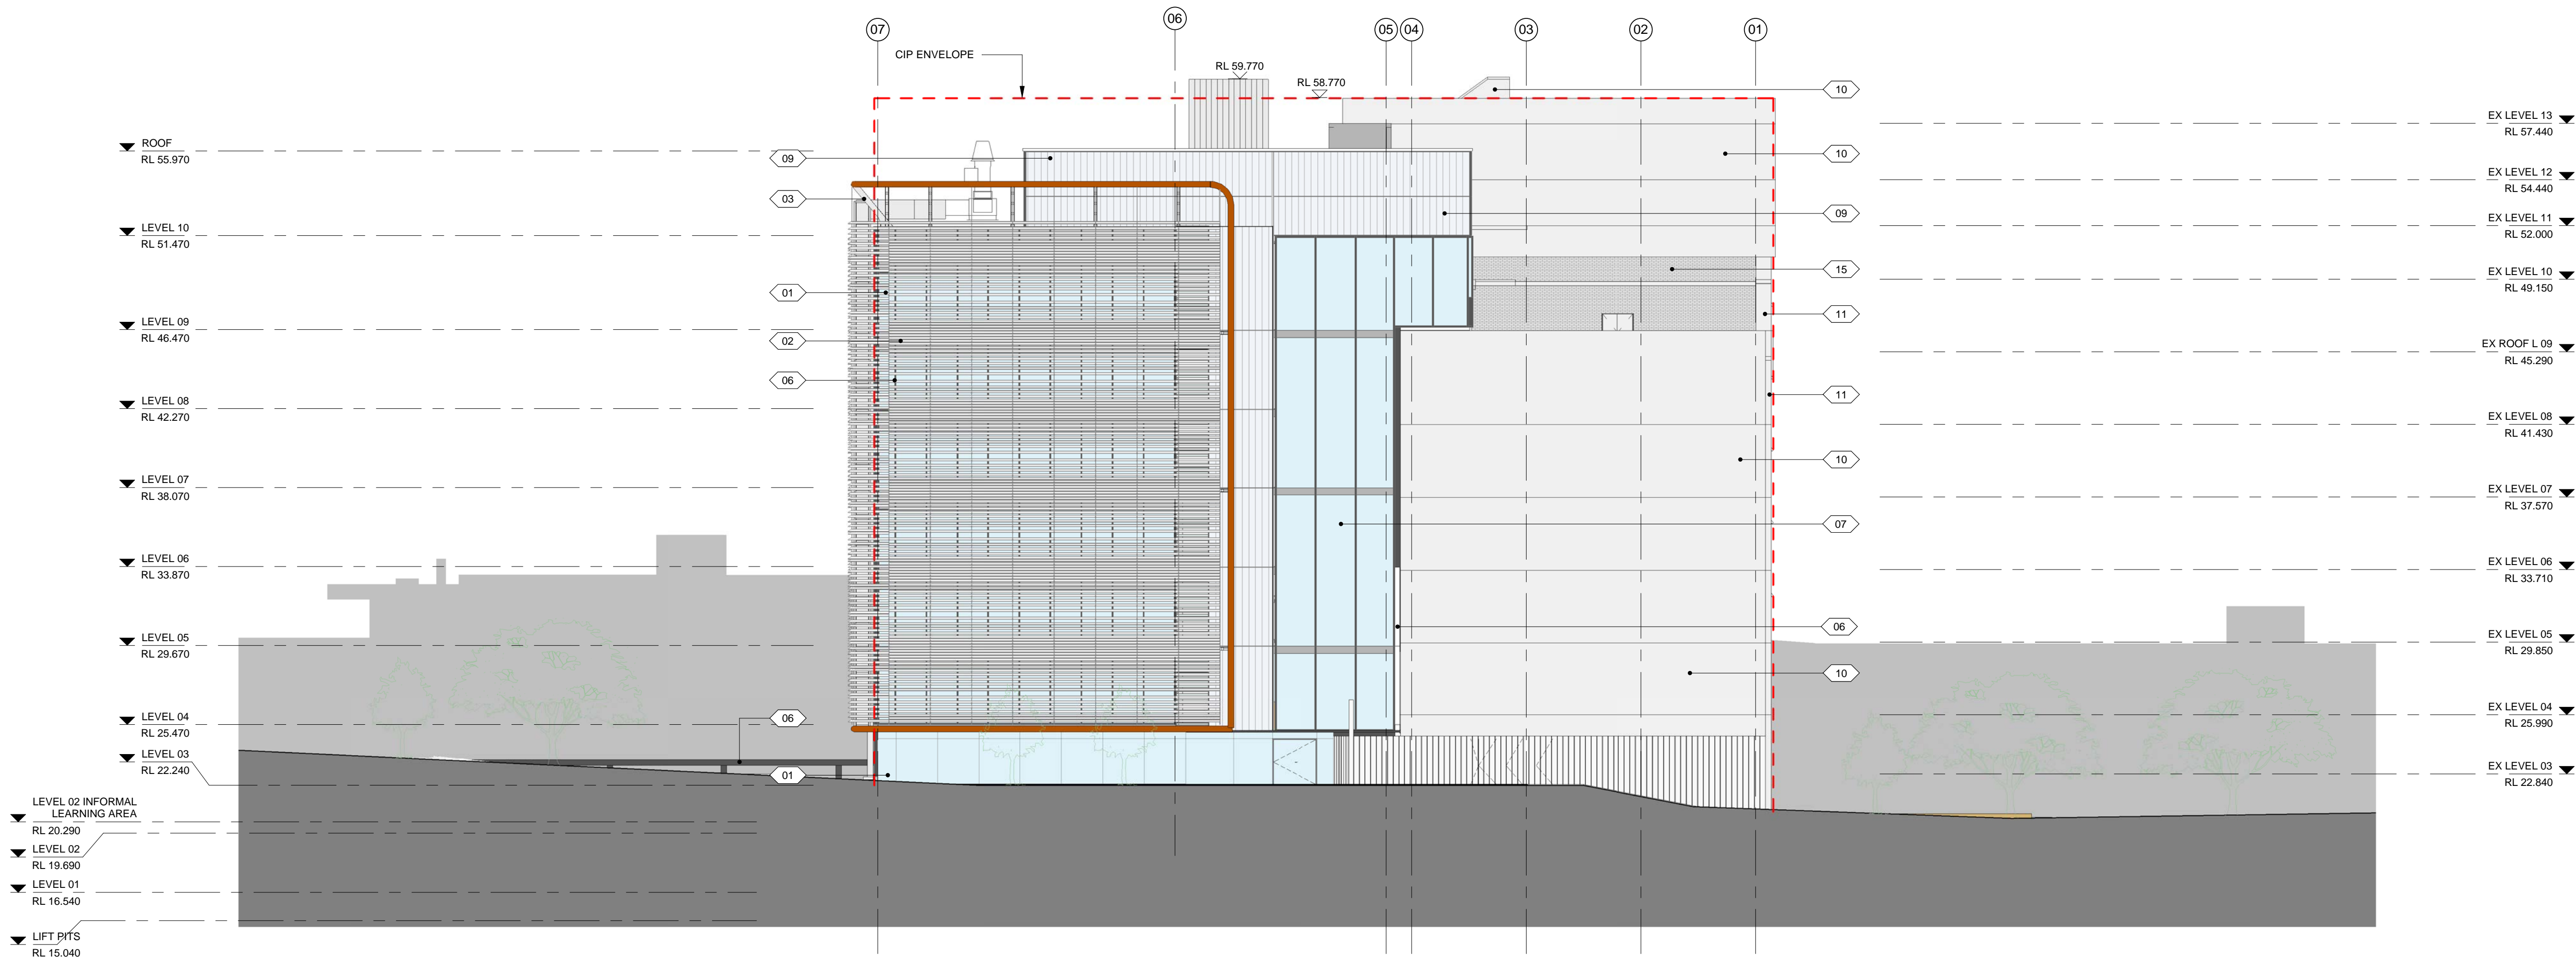 07
06
05
04
03
02
01
CIP ENVELOPE
RL 59.770
RL 58.770
ROOF
RL 55.970
LEVEL 10
RL 51.470
LEVEL 09
RL 46.470
LEVEL 08
RL 42.270
LEVEL 07
RL 38.070
LEVEL 06
RL 33.870
LEVEL 05
RL 29.670
LEVEL 04
RL 25.470
LEVEL 03
RL 22.240
LEVEL 02 INFORMAL
LEARNING AREA
RL 20.290
LEVEL 02
RL 19.690
LEVEL 01
RL 16.540
LIFT PITS
RL 15.040
09
03
01
02
06
06
01
10
10
09
15
11
11
10
07
06
10
EX LEVEL 13
RL 57.440
EX LEVEL 12
RL 54.440
EX LEVEL 11
RL 52.000
EX LEVEL 10
RL 49.150
EX ROOF L 09
RL 45.290
EX LEVEL 08
RL 41.430
EX LEVEL 07
RL 37.570
EX LEVEL 06
RL 33.710
EX LEVEL 05
RL 29.850
EX LEVEL 04
RL 25.990
EX LEVEL 03
RL 22.840